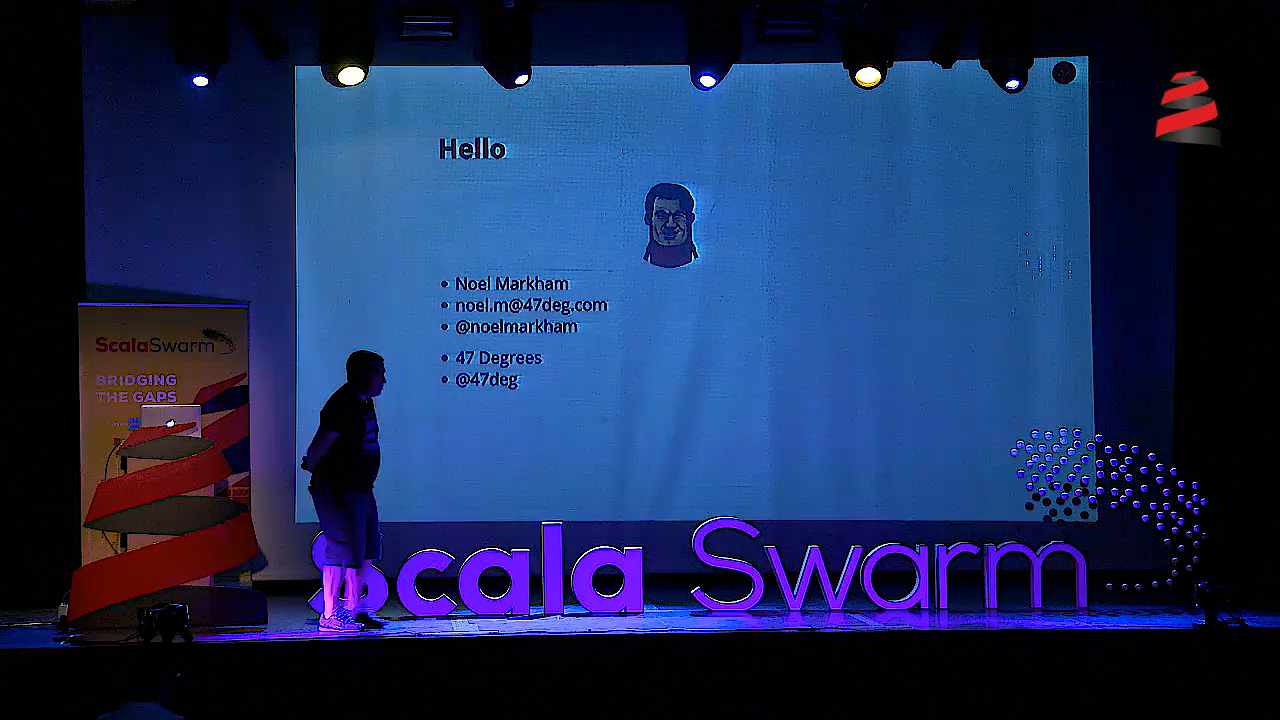 Hello
Noel Markham
noel.m@47deg.com
@noelmarkham
47 Degrees
@47deg
ScalaSwarm
BRIDGING
THE GAPS
Scala Swarm